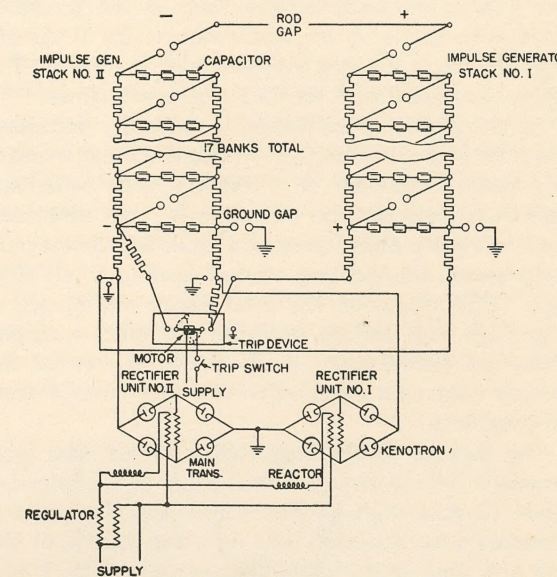 − ROD +
GAP
IMPULSE GEN.
STACK NO. II
CAPACITOR
IMPULSE GENERATO
STACK NO. I
17 BANKS TOTAL
− GROUND GAP +
TRIP DEVICE
MOTOR
TRIP SWITCH
RECTIFIER
UNIT NO. II
SUPPLY
RECTIFIER
UNIT NO. I
MAIN
TRANS.
REACTOR
KENOTRON
REGULATOR
SUPPLY